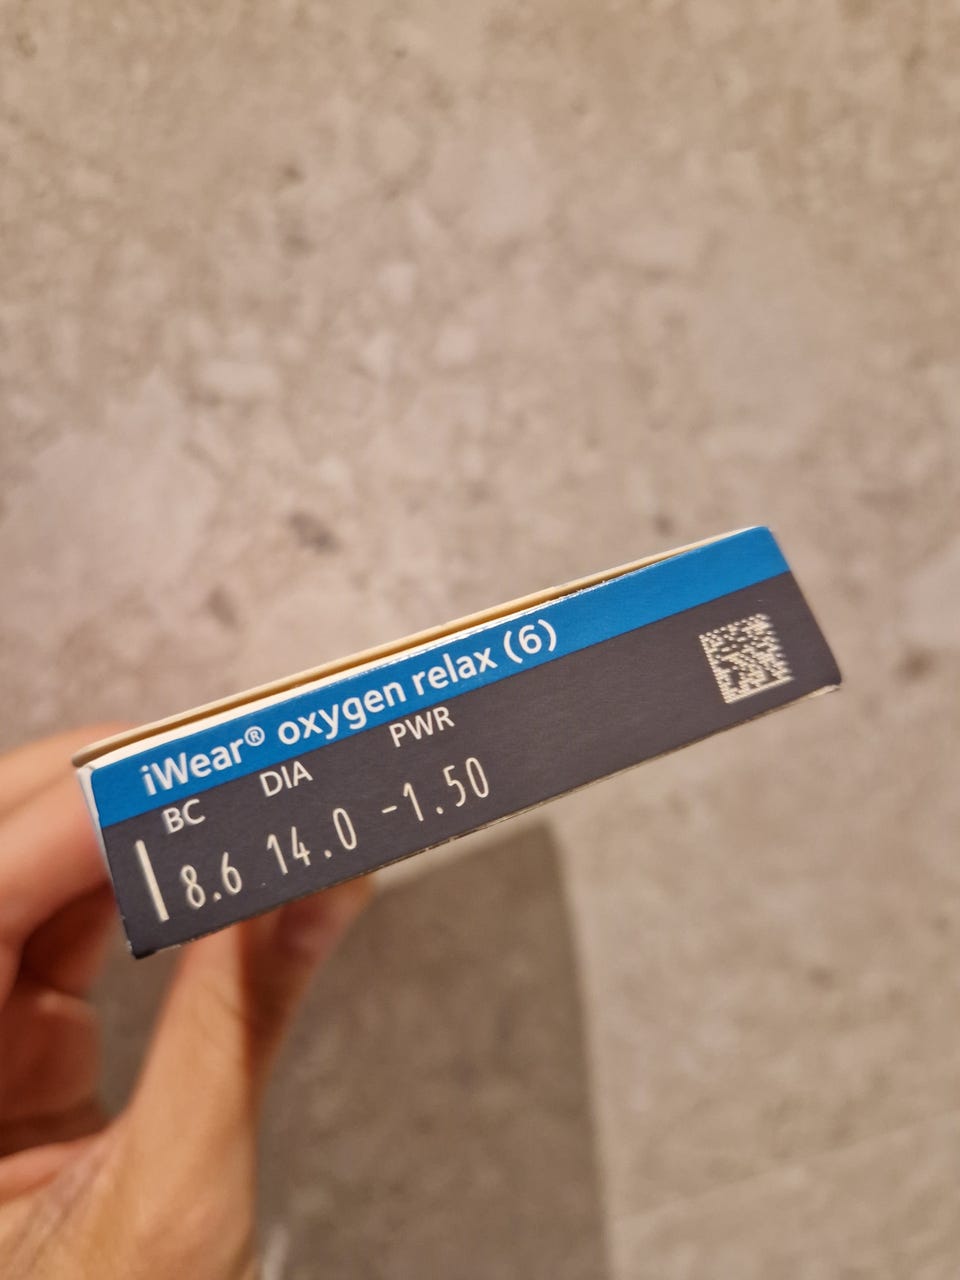 iWear® oxygen relax (6)
BC DIA PWR
8.6 14.0 -1.50